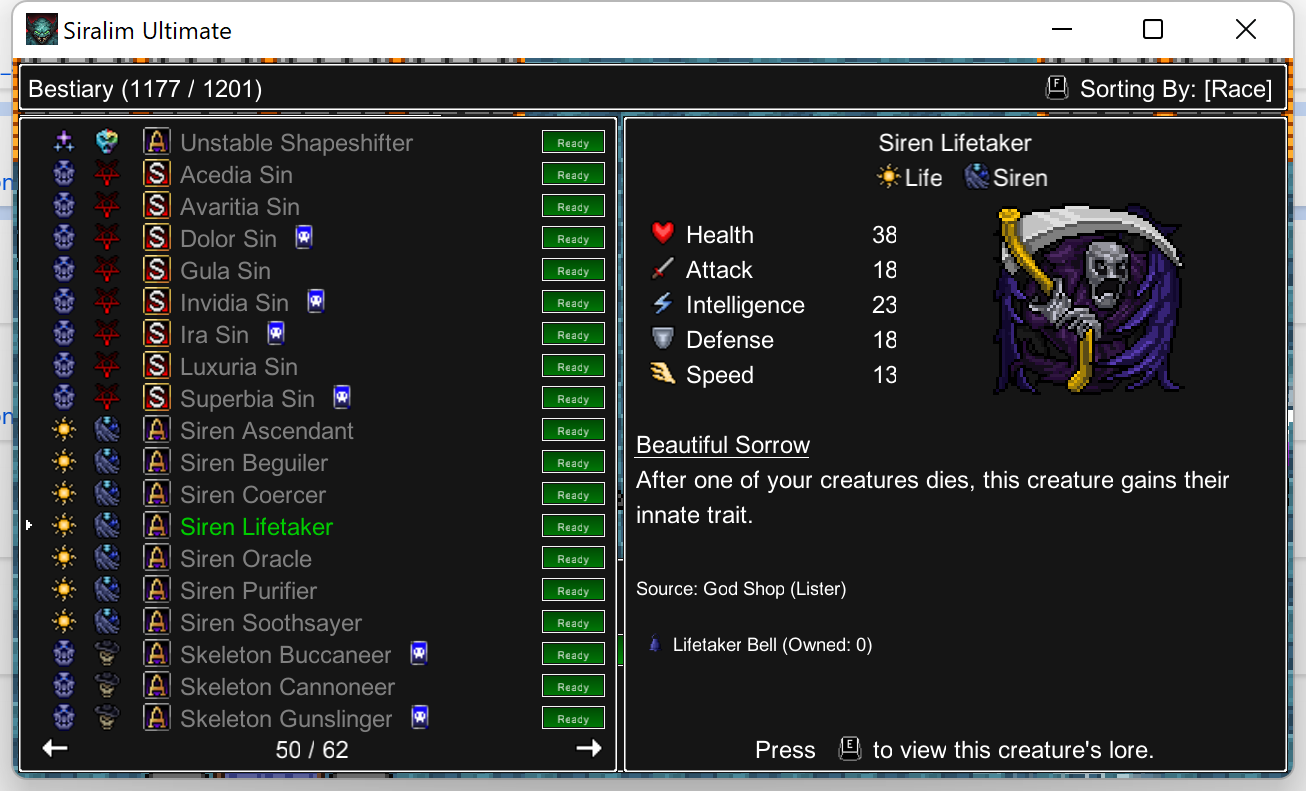 Siralim Ultimate
Bestiary (1177 / 1201)
F Sorting By: [Race]
A Unstable Shapeshifter Ready
S Acedia Sin Ready
S Avaritia Sin Ready
S Dolor Sin Ready
S Gula Sin Ready
S Invidia Sin Ready
S Ira Sin Ready
S Luxuria Sin Ready
S Superbia Sin Ready
A Siren Ascendant Ready
A Siren Beguiler Ready
A Siren Coercer Ready
A Siren Lifetaker Ready
A Siren Oracle Ready
A Siren Purifier Ready
A Siren Soothsayer Ready
A Skeleton Buccaneer Ready
A Skeleton Cannoneer Ready
A Skeleton Gunslinger Ready
50 / 62
Siren Lifetaker
Life Siren
Health 38
Attack 18
Intelligence 23
Defense 18
Speed 13
Beautiful Sorrow
After one of your creatures dies, this creature gains their
innate trait.
Source: God Shop (Lister)
Lifetaker Bell (Owned: 0)
Press E to view this creature's lore.